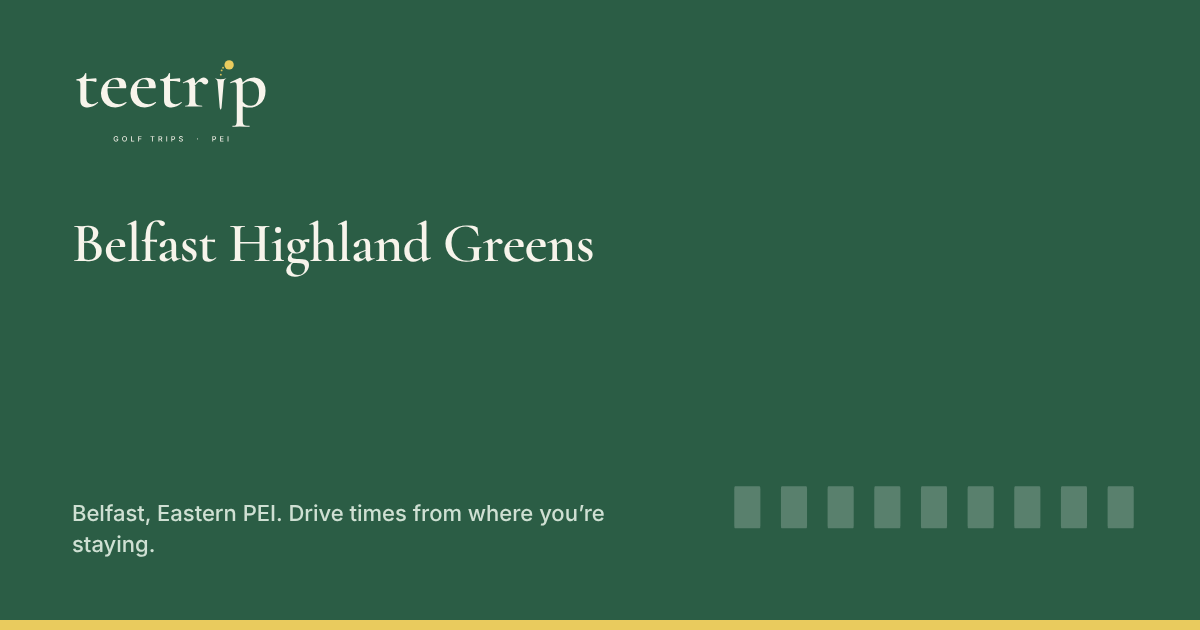 teetrip
GOLF TRIPS · PEI
Belfast Highland Greens
Belfast, Eastern PEI. Drive times from where you’re
staying.